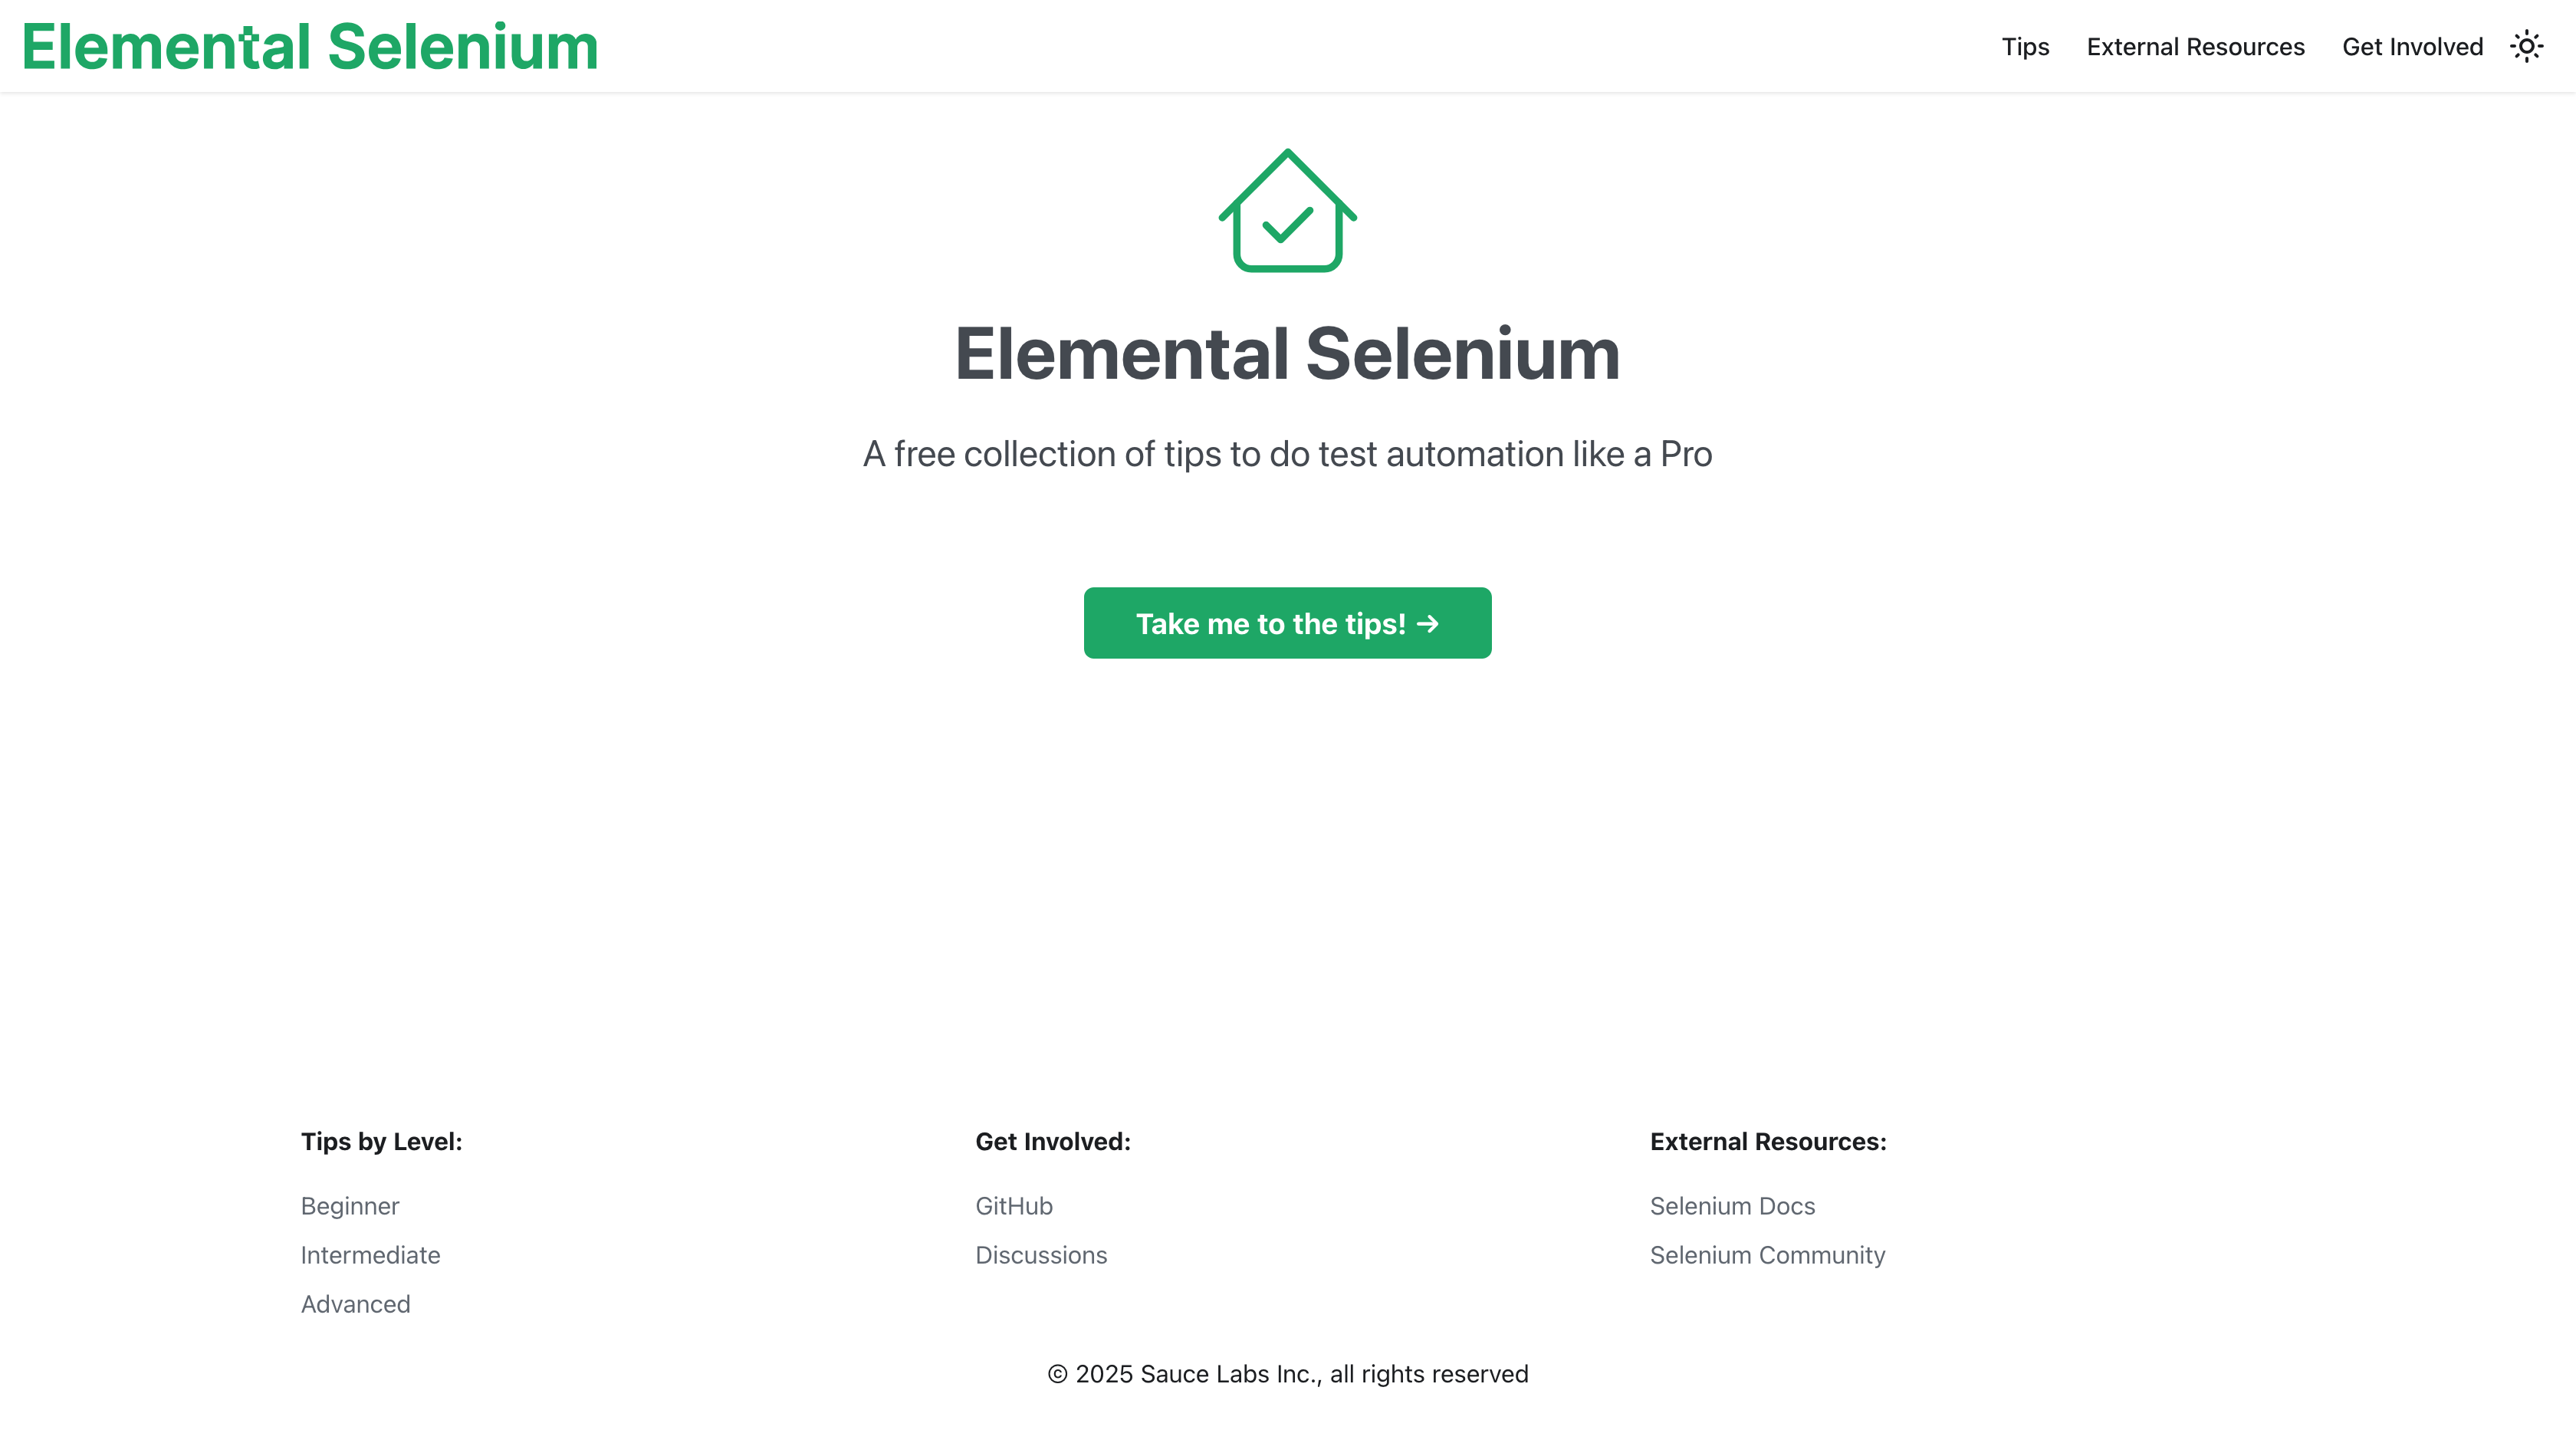 Elemental Selenium
Tips External Resources Get Involved
Elemental Selenium
A free collection of tips to do test automation like a Pro
Take me to the tips! →
Tips by Level:
Beginner
Intermediate
Advanced
Get Involved:
GitHub
Discussions
External Resources:
Selenium Docs
Selenium Community
© 2025 Sauce Labs Inc., all rights reserved